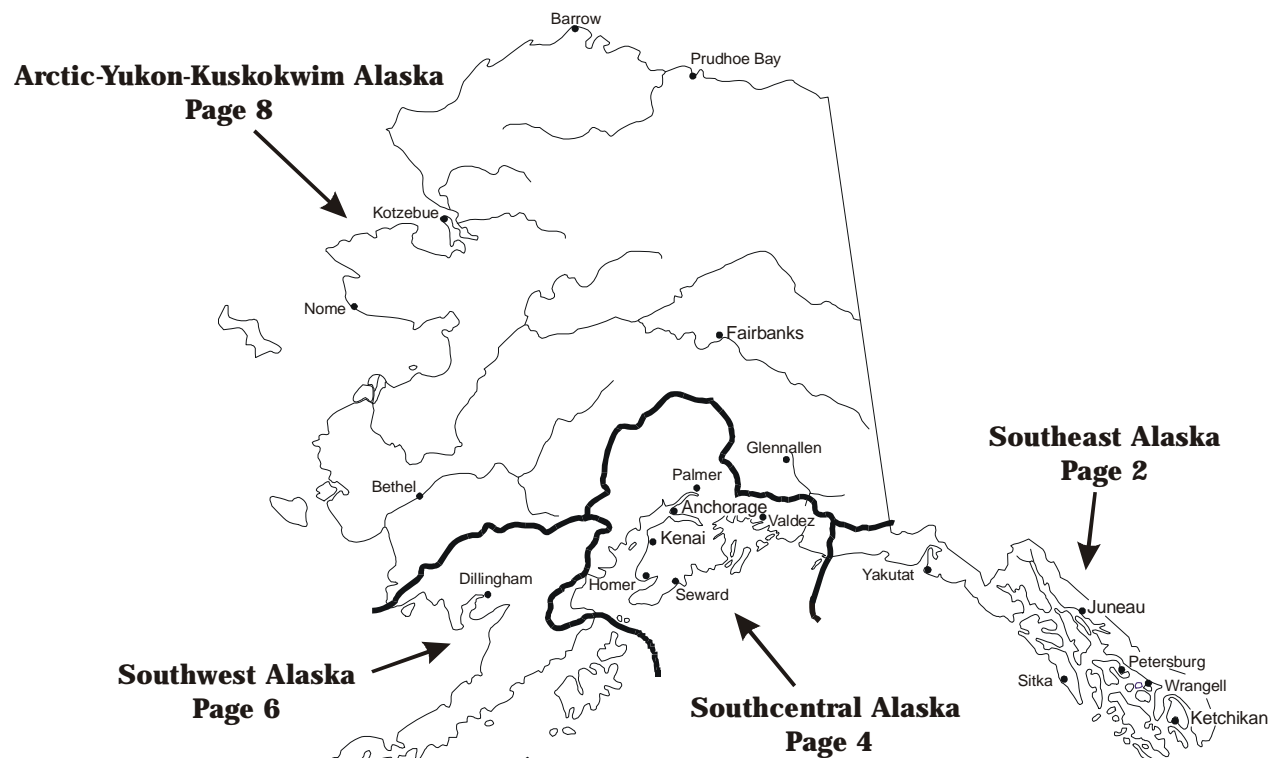 Barrow
Prudhoe Bay
Arctic-Yukon-Kuskokwim Alaska
Page 8
Kotzebue
Nome
Fairbanks
Southeast Alaska
Page 2
Glennallen
Palmer
Bethel
Anchorage
Valdez
Kenai
Yakutat
Dillingham
Homer
Seward
Juneau
Southwest Alaska
Page 6
Petersburg
Sitka
Wrangell
Southcentral Alaska
Page 4
Ketchikan